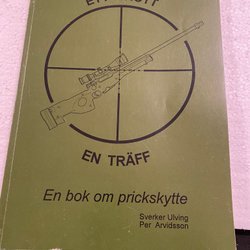 EN TRÄFF
En bok om prickskytte
Sverker Ulving
Per Arvidsson